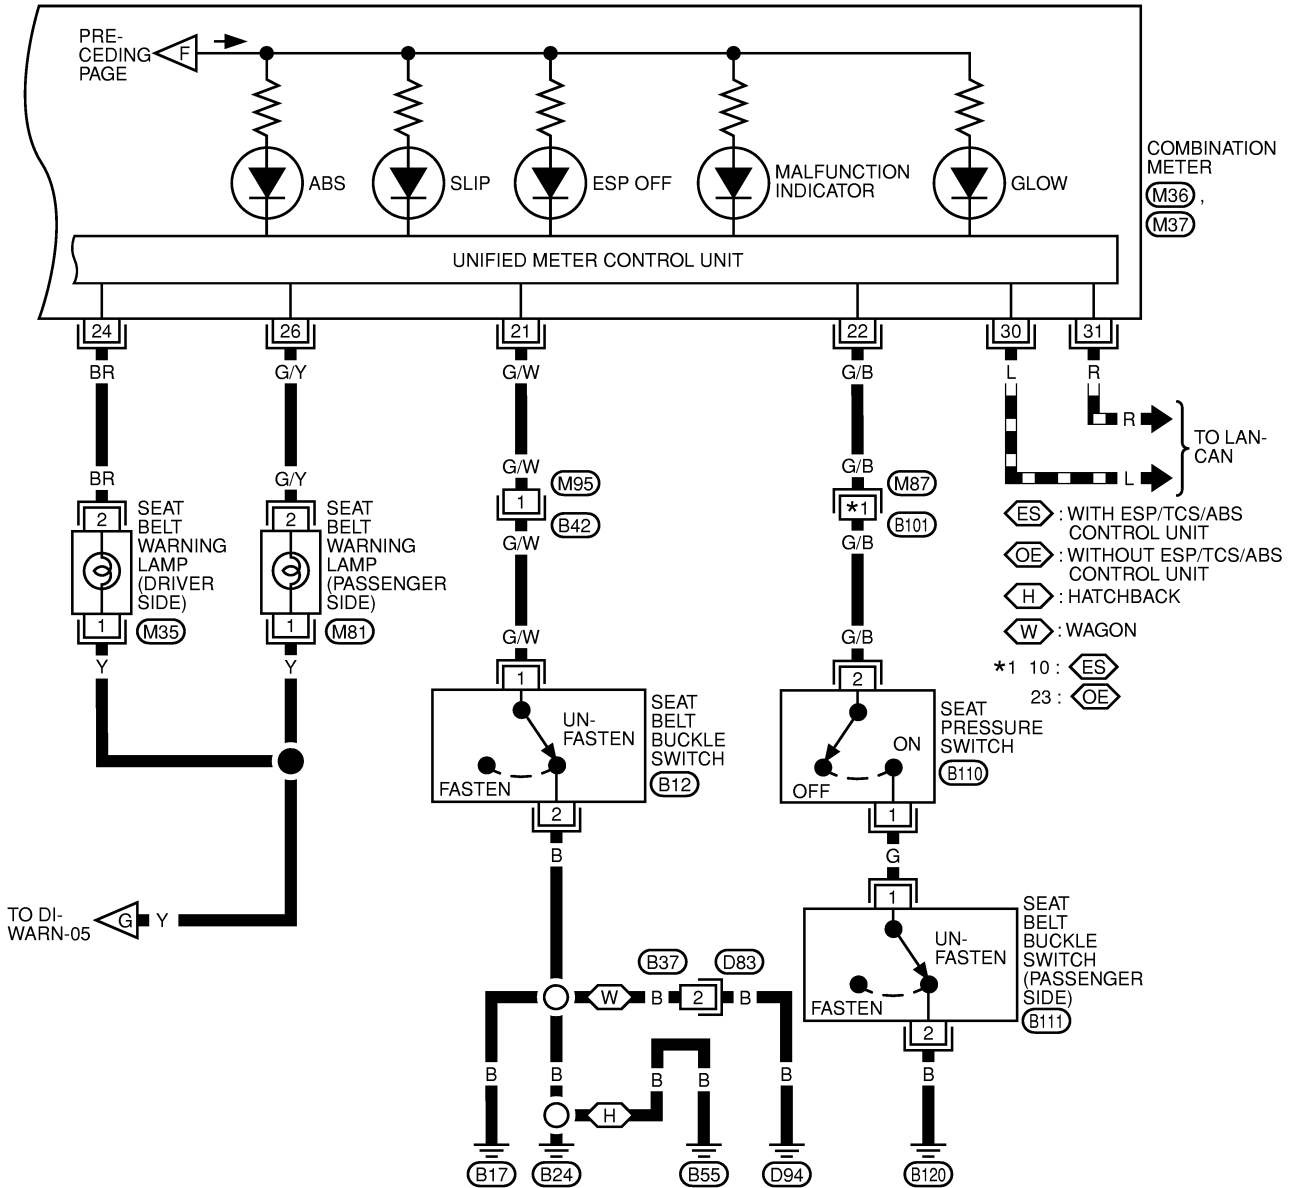 PRE-
CEDING
PAGE
F
ABS
SLIP
ESP OFF
MALFUNCTION
INDICATOR
GLOW
COMBINATION
METER
M36 ,
M37
UNIFIED METER CONTROL UNIT
24
26
21
22
30
31
BR
G/Y
G/W
G/B
L
R
R
TO LAN-
CAN
L
BR
G/Y
G/W
G/B
M95
M87
1
*1
B42
B101
G/W
G/B
ES : WITH ESP/TCS/ABS
CONTROL UNIT
OE : WITHOUT ESP/TCS/ABS
CONTROL UNIT
H : HATCHBACK
W : WAGON
*1 10 : ES
23 : OE
2
SEAT
BELT
WARNING
LAMP
(DRIVER
SIDE)
1
M35
2
SEAT
BELT
WARNING
LAMP
(PASSENGER
SIDE)
1
M81
Y
Y
G/W
G/B
1
UN-
FASTEN
FASTEN
SEAT
BELT
BUCKLE
SWITCH
B12
2
2
ON
OFF
SEAT
PRESSURE
SWITCH
B110
1
B
G
1
UN-
FASTEN
FASTEN
SEAT
BELT
BUCKLE
SWITCH
(PASSENGER
SIDE)
B111
2
TO DI-
WARN-05
G
Y
B37
D83
W
B
2
B
B
B
B
B
B
B
H
B17
B24
B55
D94
B120